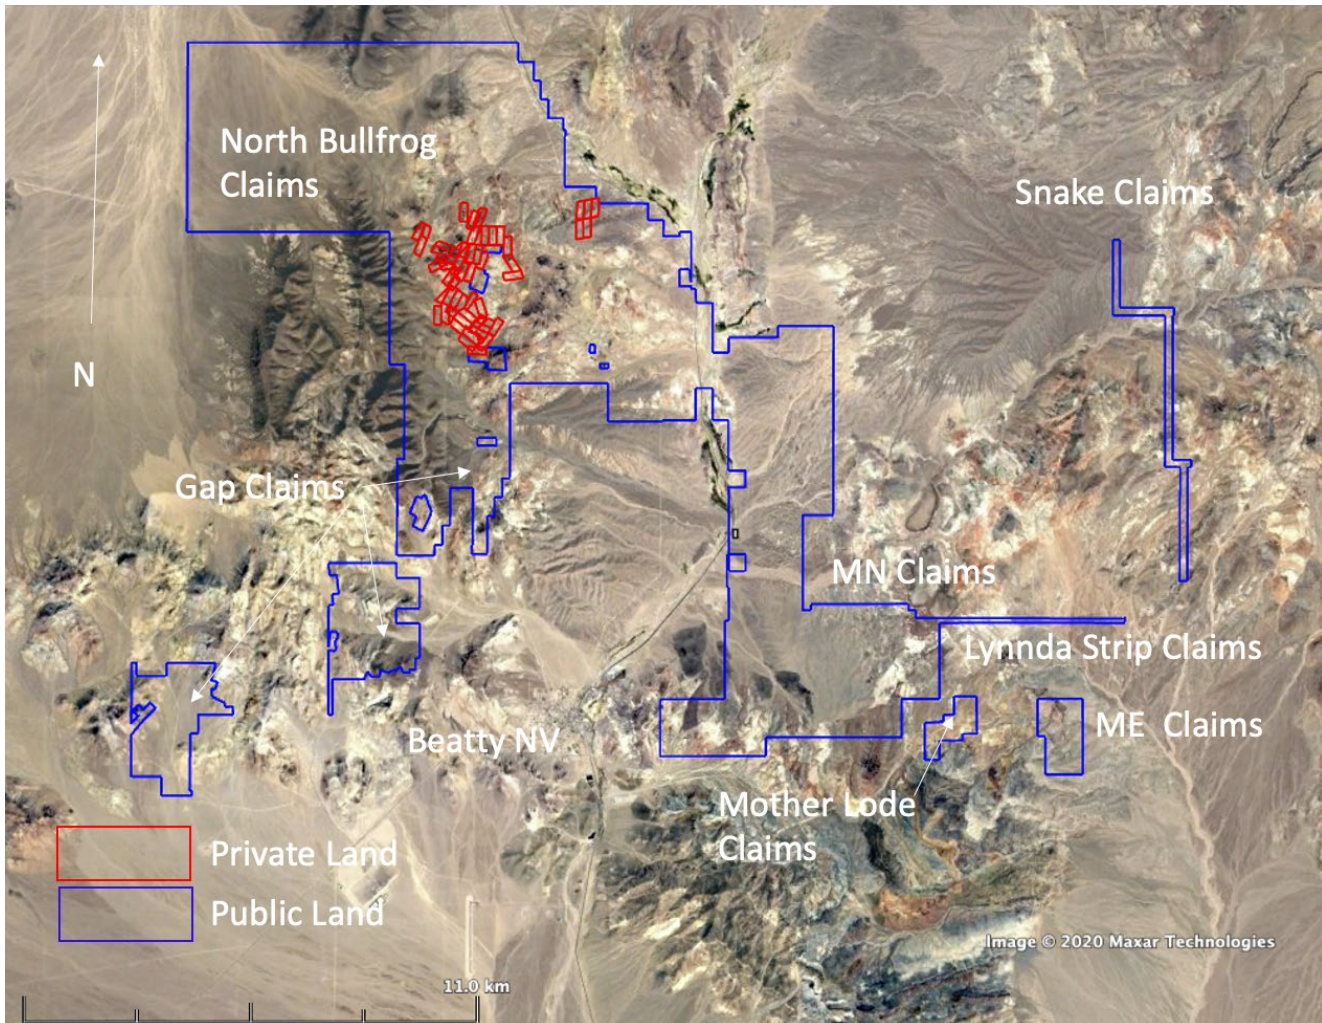 North Bullfrog
Claims
Snake Claims
N
Gap Claims
MN Claims
Lynnda Strip Claims
ME Claims
Beatty NV
Mother Lode
Claims
Private Land
Public Land
Image © 2020 Maxar Technologies
11.0 km